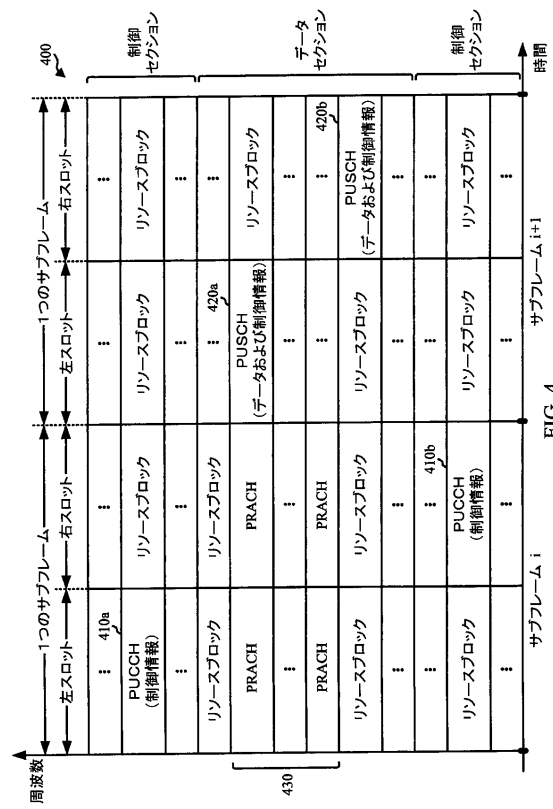 400
周波数
1つのサブフレーム
1つのサブフレーム
左スロット
右スロット
左スロット
右スロット
410a
PUCCH
(制御情報)
リソースブロック
リソースブロック
リソースブロック
制御
セクション
リソースブロック
リソースブロック
420a
PRACH
PRACH
PUSCH
(データおよび制御情報)
リソースブロック
430
データ
セクション
PRACH
PRACH
420b
リソースブロック
リソースブロック
リソースブロック
PUSCH
(データおよび制御情報)
410b
リソースブロック
PUCCH
(制御情報)
リソースブロック
リソースブロック
制御
セクション
サブフレーム i
サブフレーム i+1
時間
FIG. 4